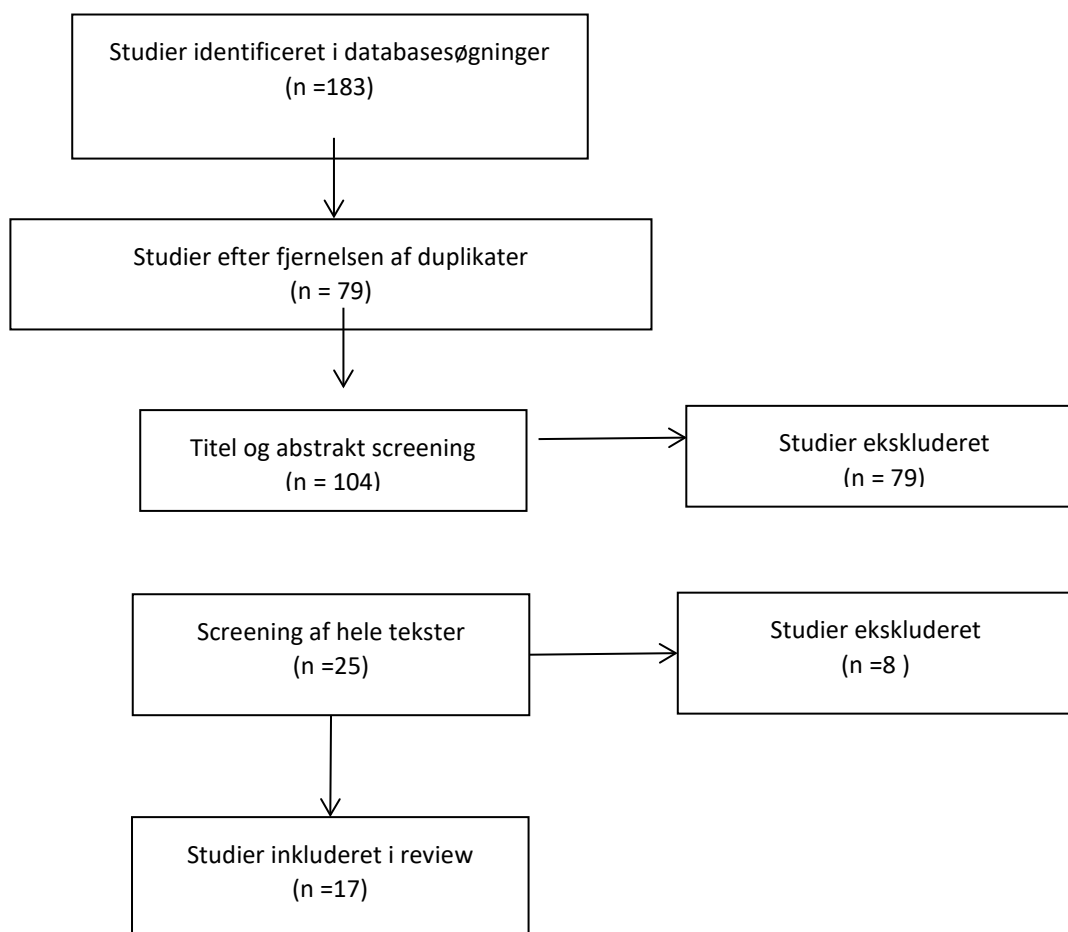 Studier identificeret i databasesøgninger
(n =183)
Studier efter fjernelsen af duplikater
(n = 79)
Titel og abstrakt screening
(n = 104)
Studier ekskluderet
(n = 79)
Screening af hele tekster
(n =25)
Studier ekskluderet
(n =8 )
Studier inkluderet i review
(n =17)